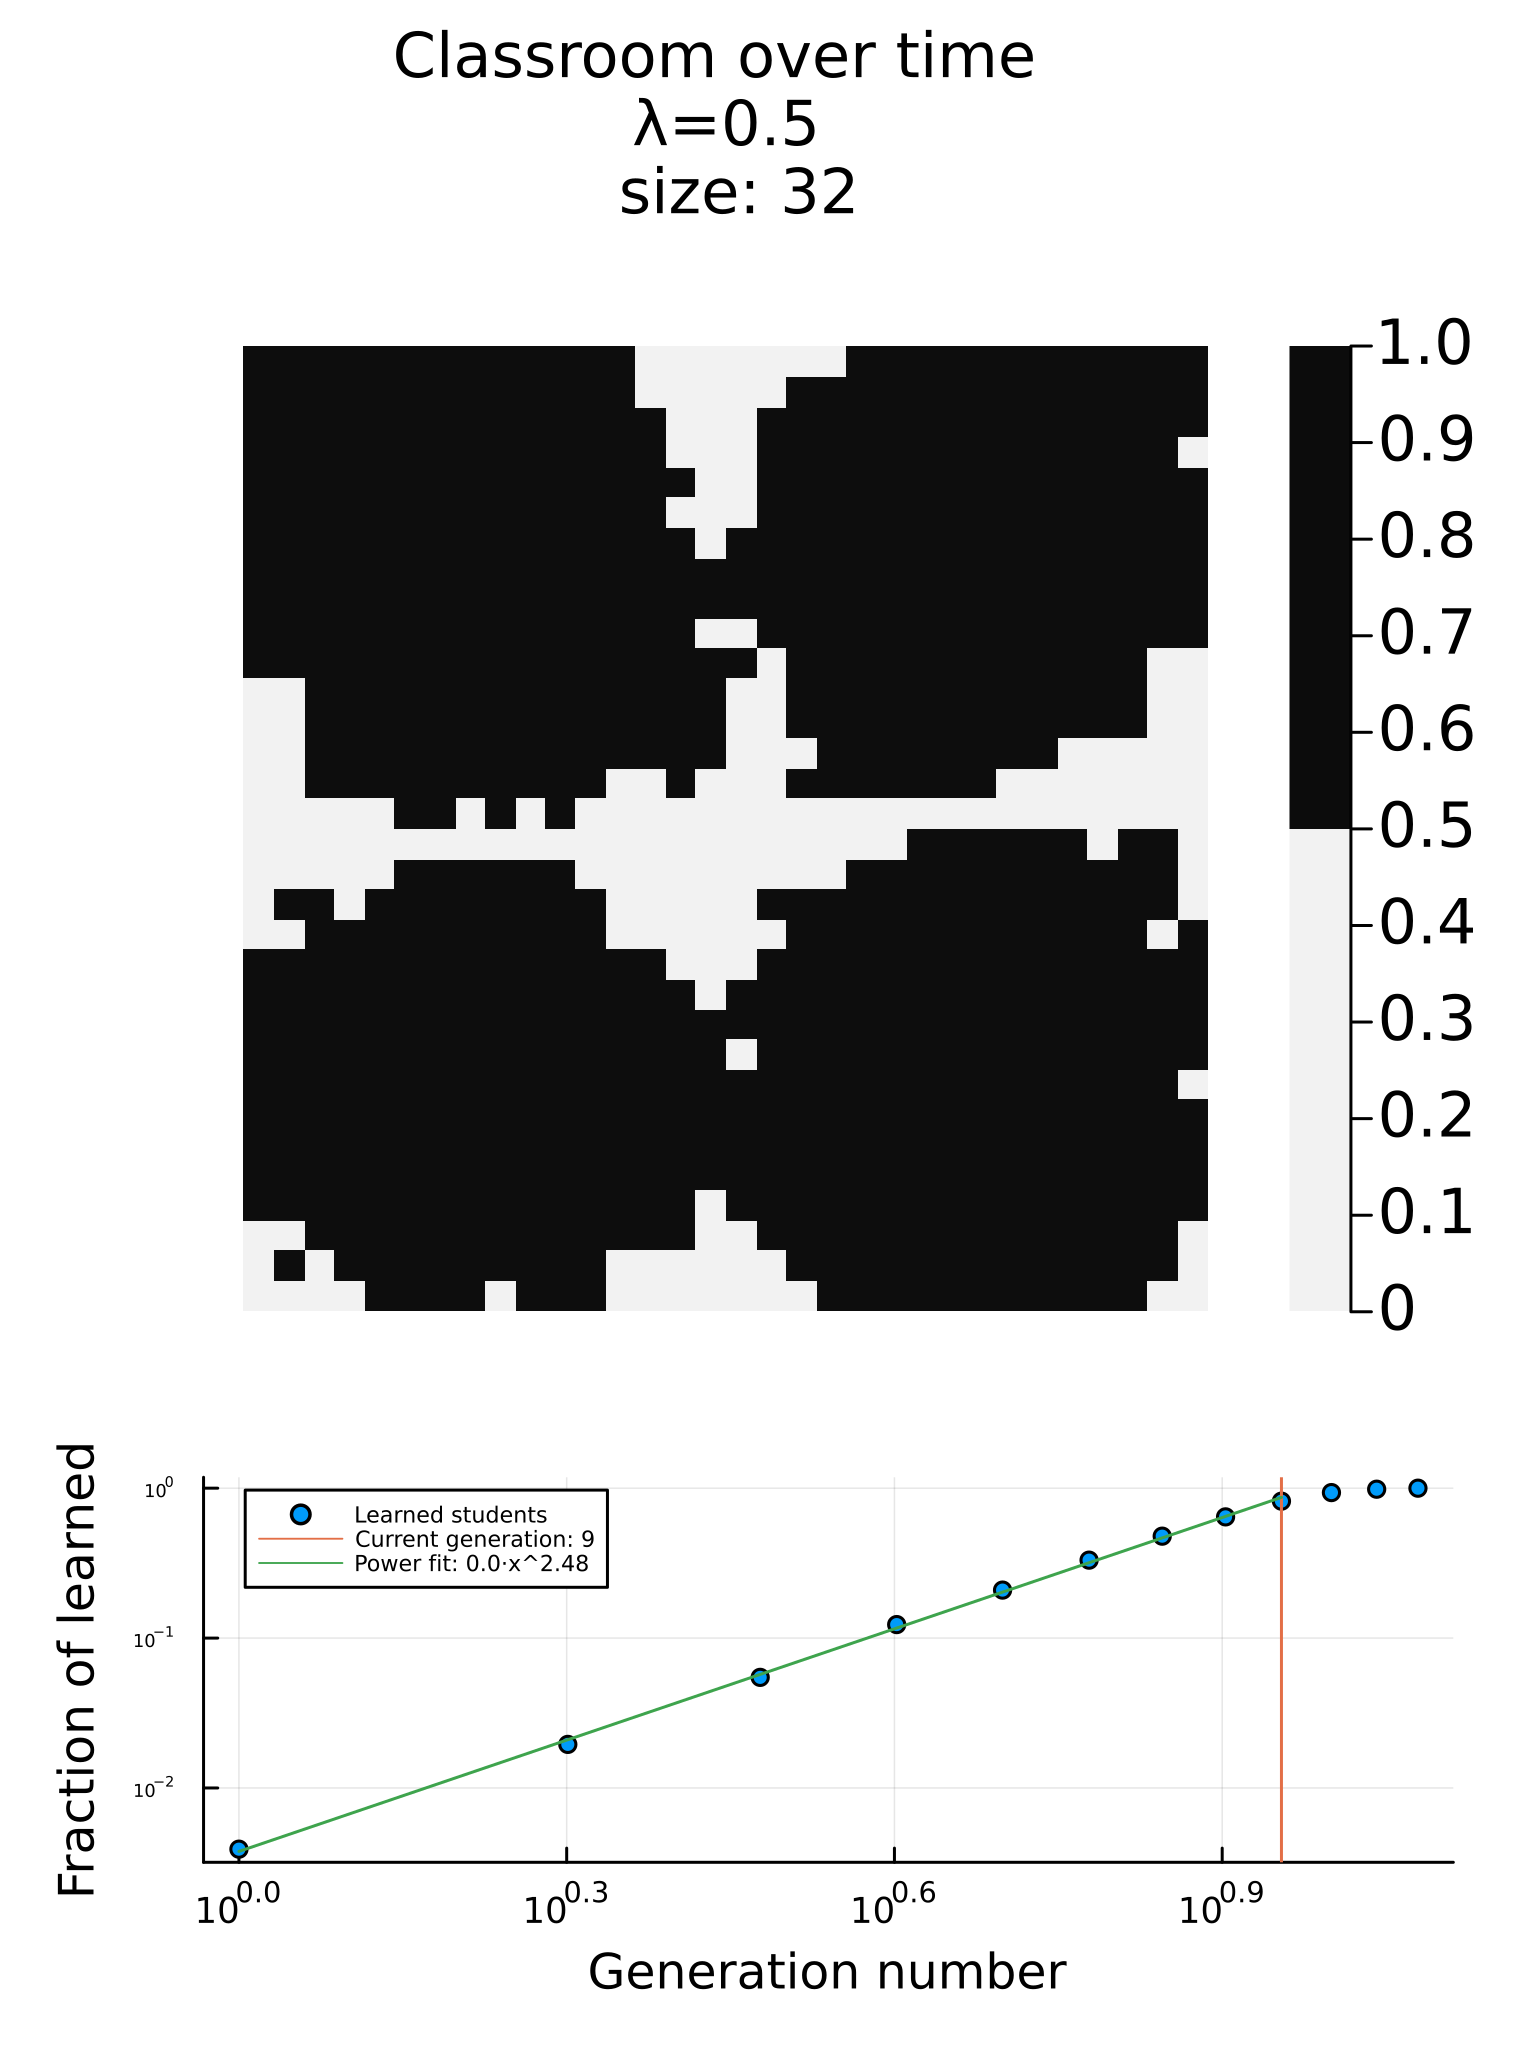 Classroom over time
λ=0.5
size: 32
1.0
0.9
0.8
0.7
0.6
0.5
0.4
0.3
0.2
0.1
0
Fraction of learned
10⁰
10⁻¹
10⁻²
Learned students
Current generation: 9
Power fit: 0.0·x^2.48
10^0.0 10^0.3 10^0.6 10^0.9
Generation number